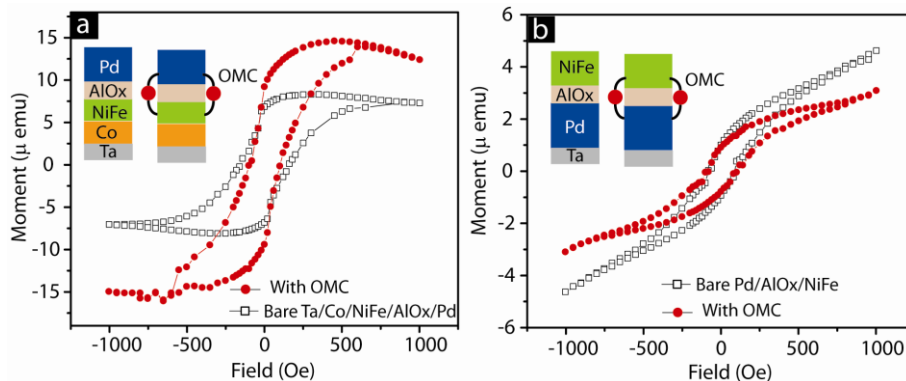 a
Pd
AlOx
NiFe
Co
Ta
OMC
Moment (μ emu)
15
10
5
0
-5
-10
-15
With OMC
Bare Ta/Co/NiFe/AlOx/Pd
-1000
-500
0
500
1000
Field (Oe)
b
NiFe
AlOx
Pd
Ta
OMC
Moment (μ emu)
6
4
2
0
-2
-4
-6
Bare Pd/AlOx/NiFe
With OMC
-1000
-500
0
500
1000
Field (Oe)